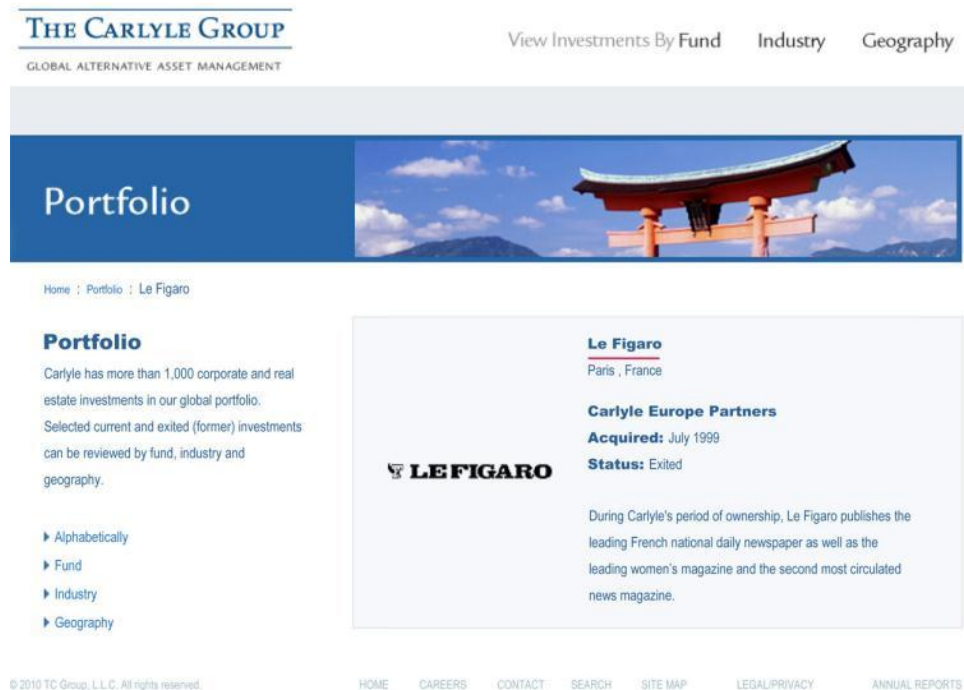 THE CARLYLE GROUP
GLOBAL ALTERNATIVE ASSET MANAGEMENT
View Investments By Fund Industry Geography
Portfolio
Home : Portfolio : Le Figaro
Portfolio
Carlyle has more than 1,000 corporate and real
estate investments in our global portfolio.
Selected current and exited (former) investments
can be reviewed by fund, industry and
geography.
Alphabetically
Fund
Industry
Geography
LE FIGARO
Le Figaro
Paris , France
Carlyle Europe Partners
Acquired: July 1999
Status: Exited
During Carlyle's period of ownership, Le Figaro publishes the
leading French national daily newspaper as well as the
leading women's magazine and the second most circulated
news magazine.
© 2010 TC Group, L.L.C. All rights reserved.
HOME CAREERS CONTACT SEARCH SITE MAP LEGAL/PRIVACY ANNUAL REPORTS